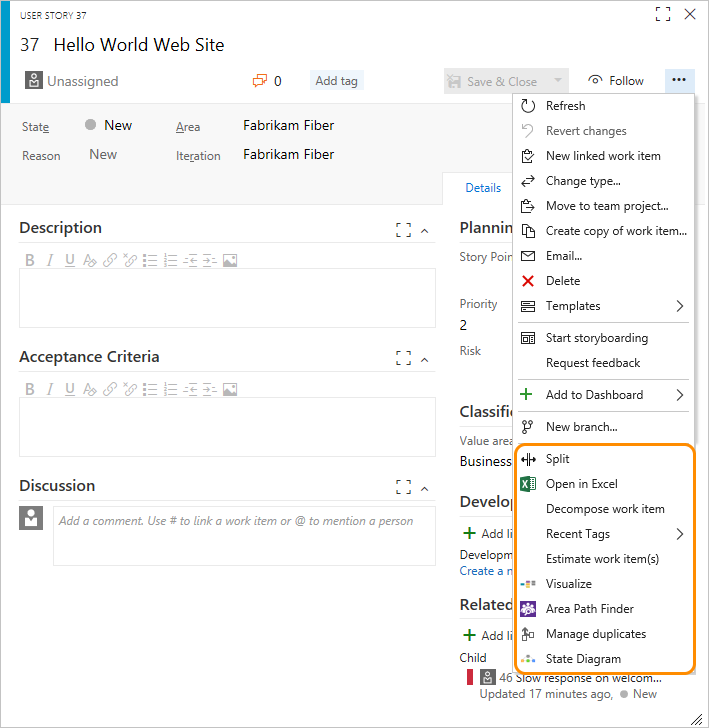 USER STORY 37
37 Hello World Web Site
Unassigned 0 Add tag Save & Close Follow ...
State New Area Fabrikam Fiber
Reason New Iteration Fabrikam Fiber
Details
Description
B I U
Acceptance Criteria
B I U
Discussion
Add a comment. Use # to link a work item or @ to mention a person
Plannin
Story Poin
Priority
2
Risk
Classific
Value area
Business
Develop
Add li
Developm
Create a n
Related
Add li
Child
46 Slow response on welcom...
Updated 17 minutes ago, New
Refresh
Revert changes
New linked work item
Change type...
Move to team project...
Create copy of work item...
Email...
Delete
Templates
Start storyboarding
Request feedback
Add to Dashboard
New branch...
Split
Open in Excel
Decompose work item
Recent Tags
Estimate work item(s)
Visualize
Area Path Finder
Manage duplicates
State Diagram